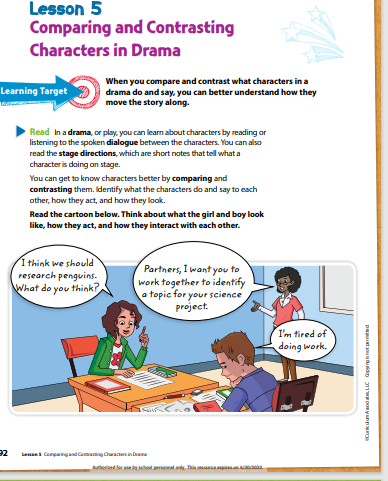 Lesson 5
Comparing and Contrasting
Characters in Drama
Learning Target
When you compare and contrast what characters in a
drama do and say, you can better understand how they
move the story along.
Read In a drama, or play, you can learn about characters by reading or
listening to the spoken dialogue between the characters. You can also
read the stage directions, which are short notes that tell what a
character is doing on stage.
You can get to know characters better by comparing and
contrasting them. Identify what the characters do and say to each
other, how they act, and how they look.
Read the cartoon below. Think about what the girl and boy look
like, how they act, and how they interact with each other.
I think we should
research penguins.
What do you think?
Partners, I want you to
work together to identify
a topic for your science
project.
I'm tired of
doing work.
©Curriculum Associates, LLC Copying is not permitted.
92 Lesson 5 Comparing and Contrasting Characters in Drama
Authorized for use by school personnel only. This resource expires on 6/30/2022.